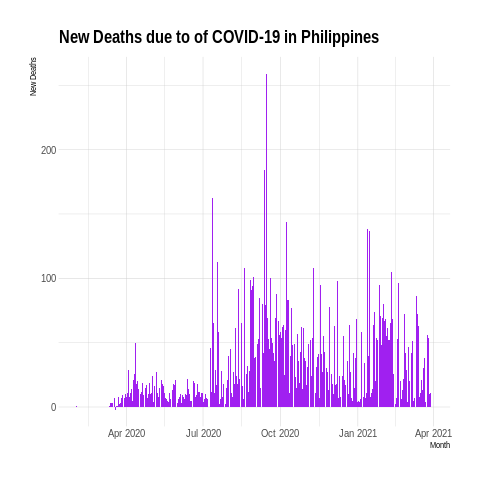 New Deaths due to of COVID-19 in Philippines
New Deaths
200
100
0
Apr 2020 Jul 2020 Oct 2020 Jan 2021 Apr 2021
Month